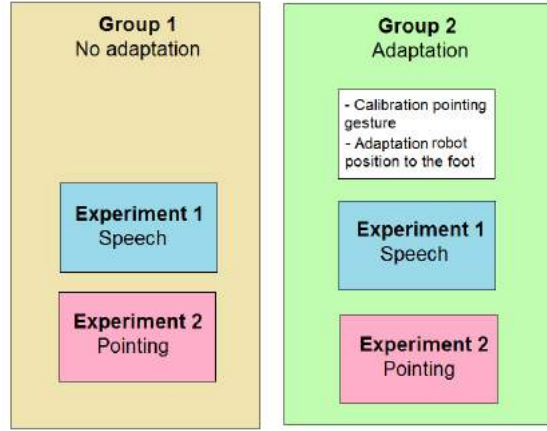 Group 1
No adaptation
Experiment 1
Speech
Experiment 2
Pointing
Group 2
Adaptation
- Calibration pointing
gesture
- Adaptation robot
position to the foot
Experiment 1
Speech
Experiment 2
Pointing